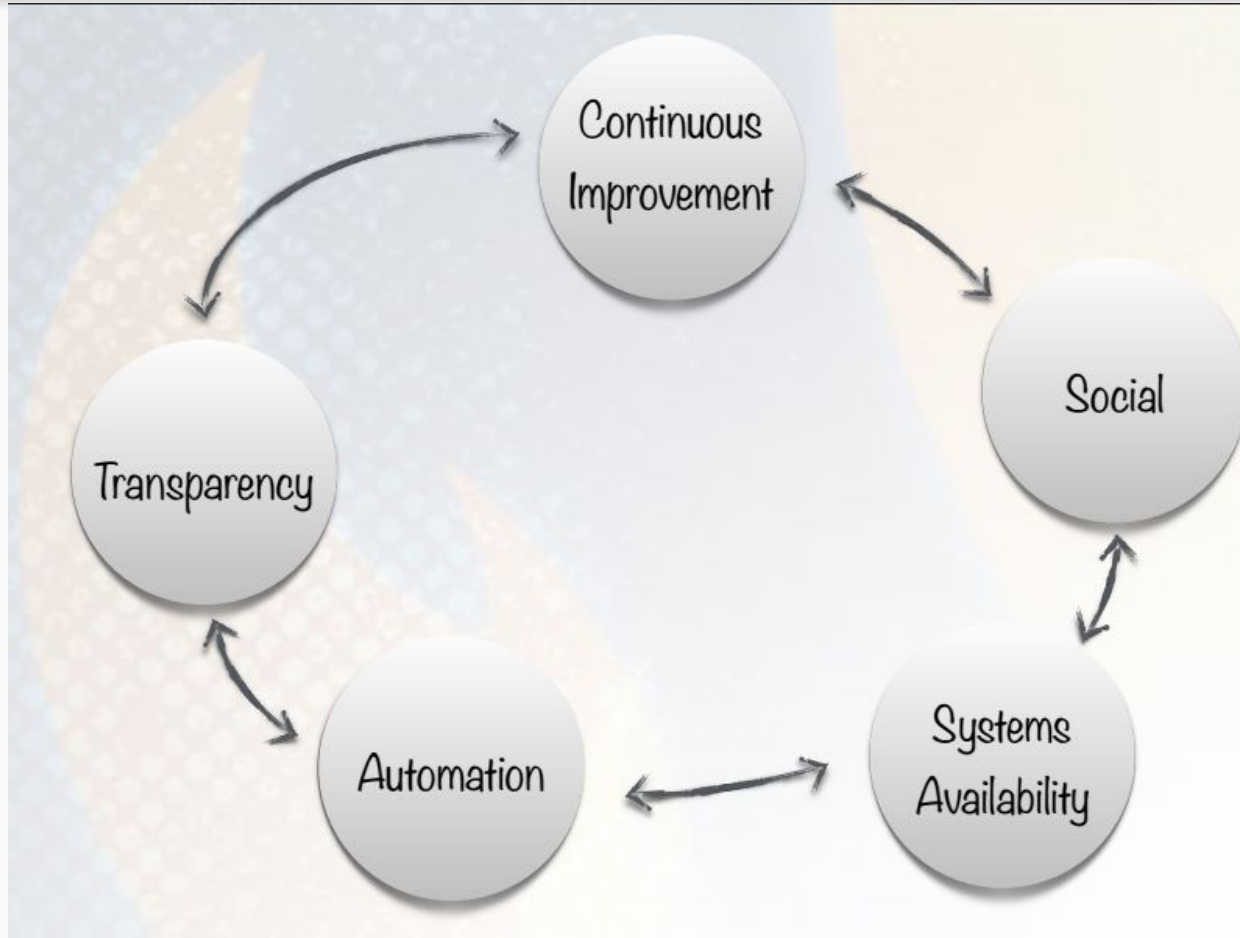 Continuous
Improvement
Social
Transparency
Systems
Availability
Automation